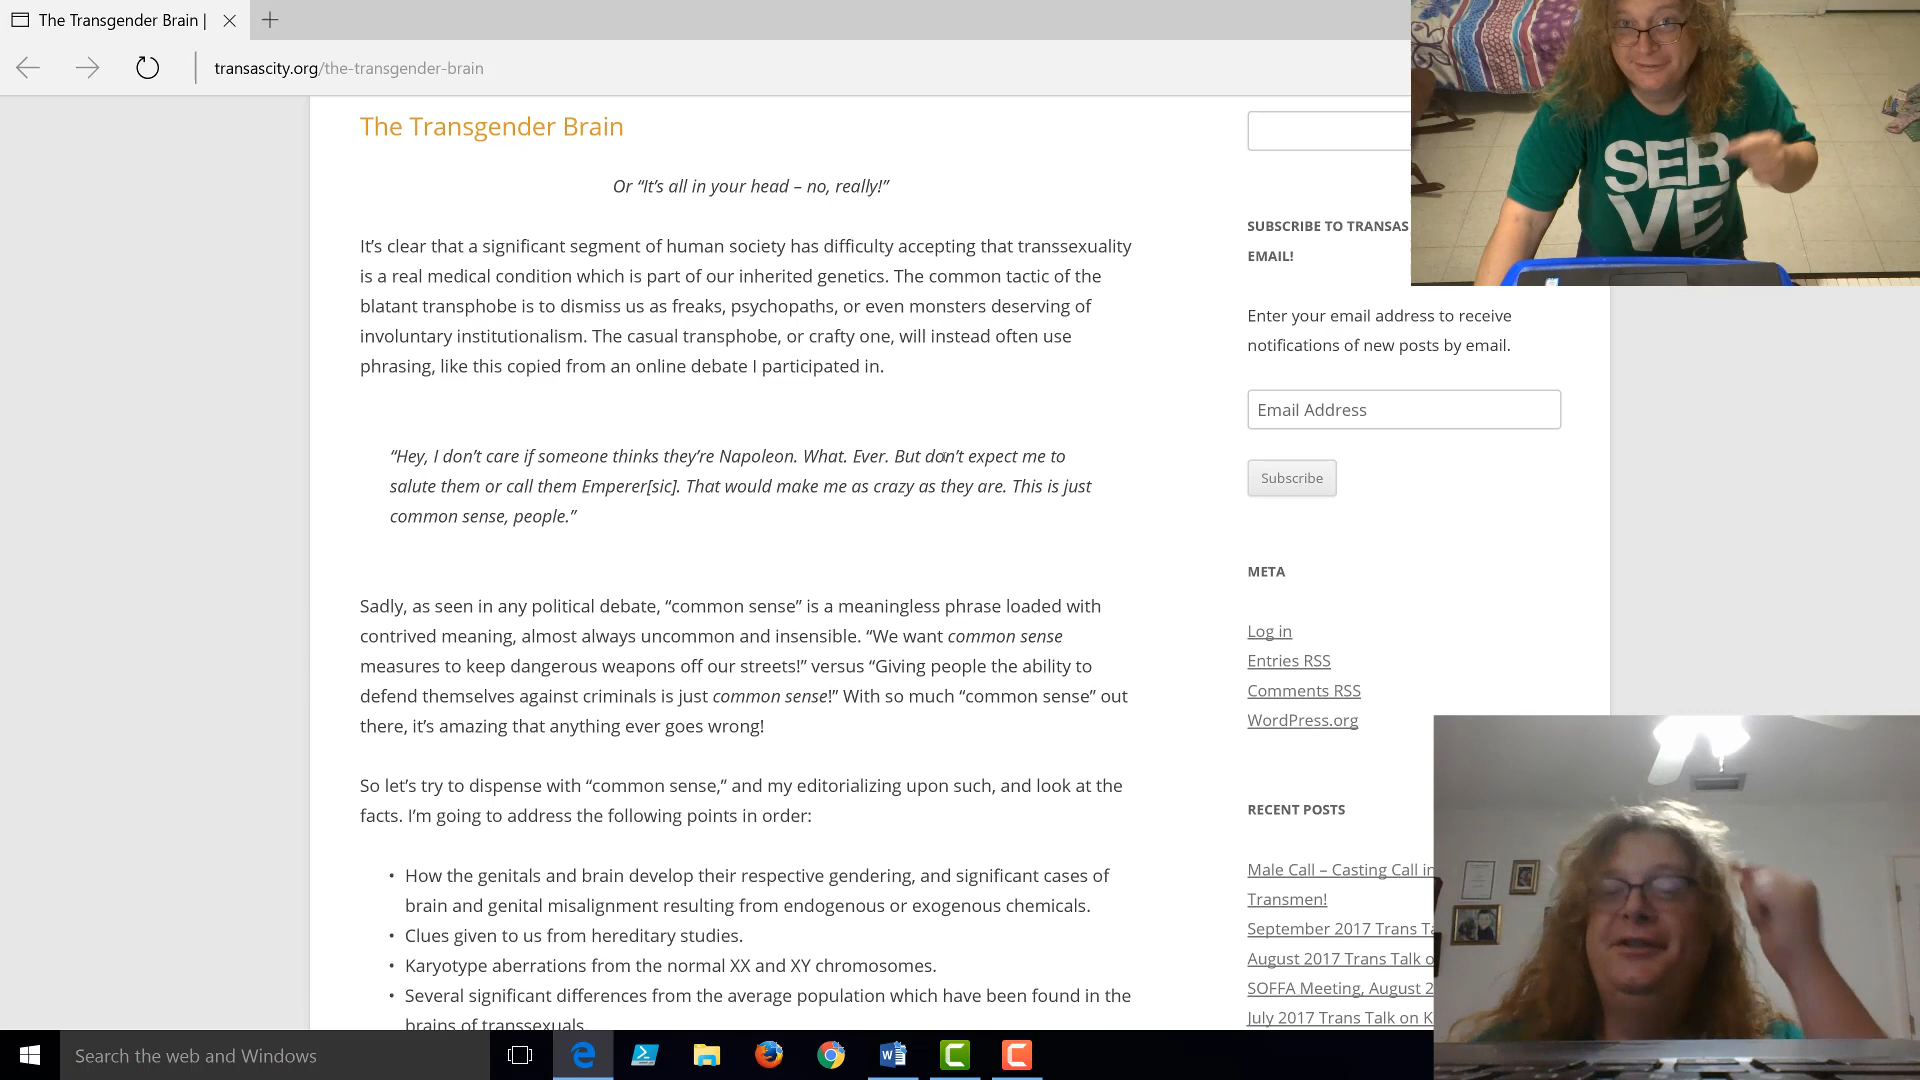 The Transgender Brain |
transascity.org/the-transgender-brain
The Transgender Brain
Or “It’s all in your head – no, really!”
It’s clear that a significant segment of human society has difficulty accepting that transsexuality
is a real medical condition which is part of our inherited genetics. The common tactic of the
blatant transphobe is to dismiss us as freaks, psychopaths, or even monsters deserving of
involuntary institutionalism. The casual transphobe, or crafty one, will instead often use
phrasing, like this copied from an online debate I participated in.
“Hey, I don’t care if someone thinks they’re Napoleon. What. Ever. But don’t expect me to
salute them or call them Emperer[sic]. That would make me as crazy as they are. This is just
common sense, people.”
Sadly, as seen in any political debate, “common sense” is a meaningless phrase loaded with
contrived meaning, almost always uncommon and insensible. “We want common sense
measures to keep dangerous weapons off our streets!” versus “Giving people the ability to
defend themselves against criminals is just common sense!” With so much “common sense” out
there, it’s amazing that anything ever goes wrong!
So let’s try to dispense with “common sense,” and my editorializing upon such, and look at the
facts. I’m going to address the following points in order:
• How the genitals and brain develop their respective gendering, and significant cases of
brain and genital misalignment resulting from endogenous or exogenous chemicals.
• Clues given to us from hereditary studies.
• Karyotype aberrations from the normal XX and XY chromosomes.
• Several significant differences from the average population which have been found in the
brains of transsexuals
SUBSCRIBE TO TRANSAS
EMAIL!
Enter your email address to receive
notifications of new posts by email.
Email Address
Subscribe
META
Log in
Entries RSS
Comments RSS
WordPress.org
RECENT POSTS
Male Call – Casting Call in
Transmen!
September 2017 Trans Ta
August 2017 Trans Talk o
SOFFA Meeting, August 2
July 2017 Trans Talk on K
SER
VE
Search the web and Windows